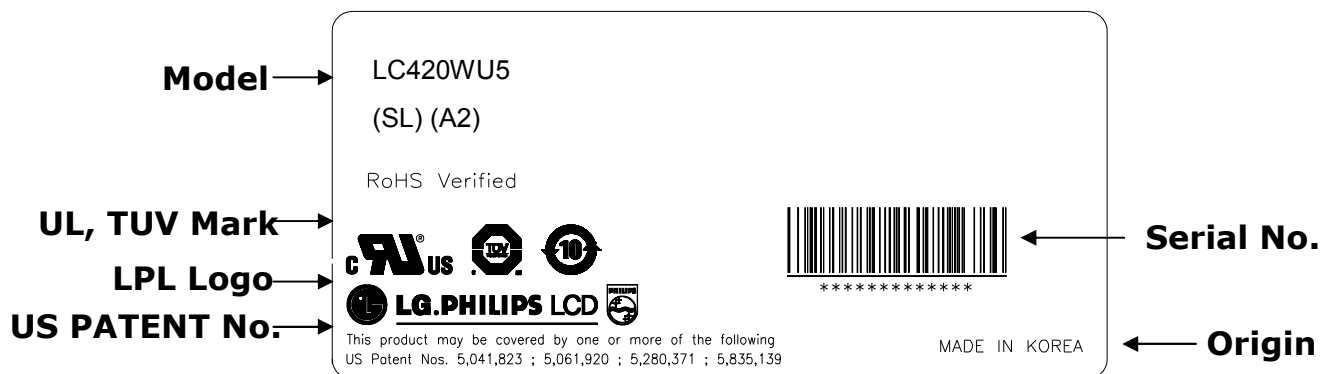 Model
LC420WU5
(SL) (A2)
RoHS Verified
UL, TUV Mark
C RU ® US TUV 10
LPL Logo
LG LG.PHILIPS LCD PHILIPS
US PATENT No.
This product may be covered by one or more of the following
US Patent Nos. 5,041,823 ; 5,061,920 ; 5,280,371 ; 5,835,139
*************
Serial No.
MADE IN KOREA
Origin